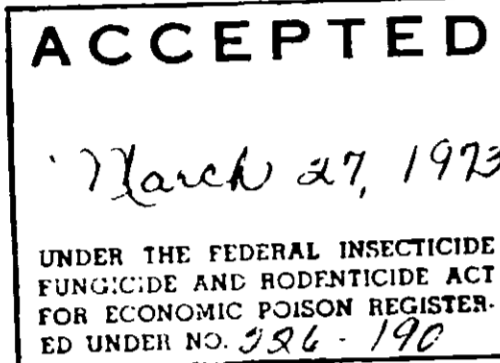 ACCEPTED
March 27, 1973
UNDER THE FEDERAL INSECTICIDE
FUNGICIDE AND RODENTICIDE ACT
FOR ECONOMIC POISON REGISTER-
ED UNDER NO. 226-190